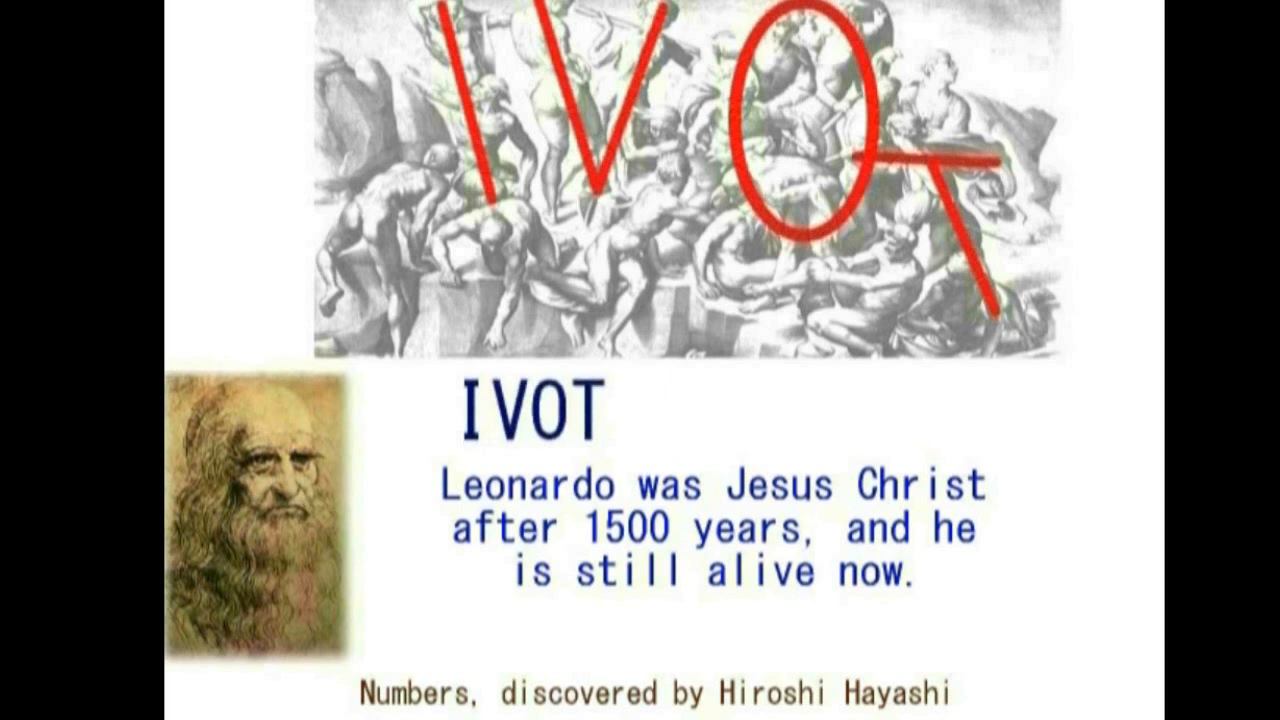 IVOT
IVOT
Leonardo was Jesus Christ
after 1500 years, and he
is still alive now.
Numbers, discovered by Hiroshi Hayashi